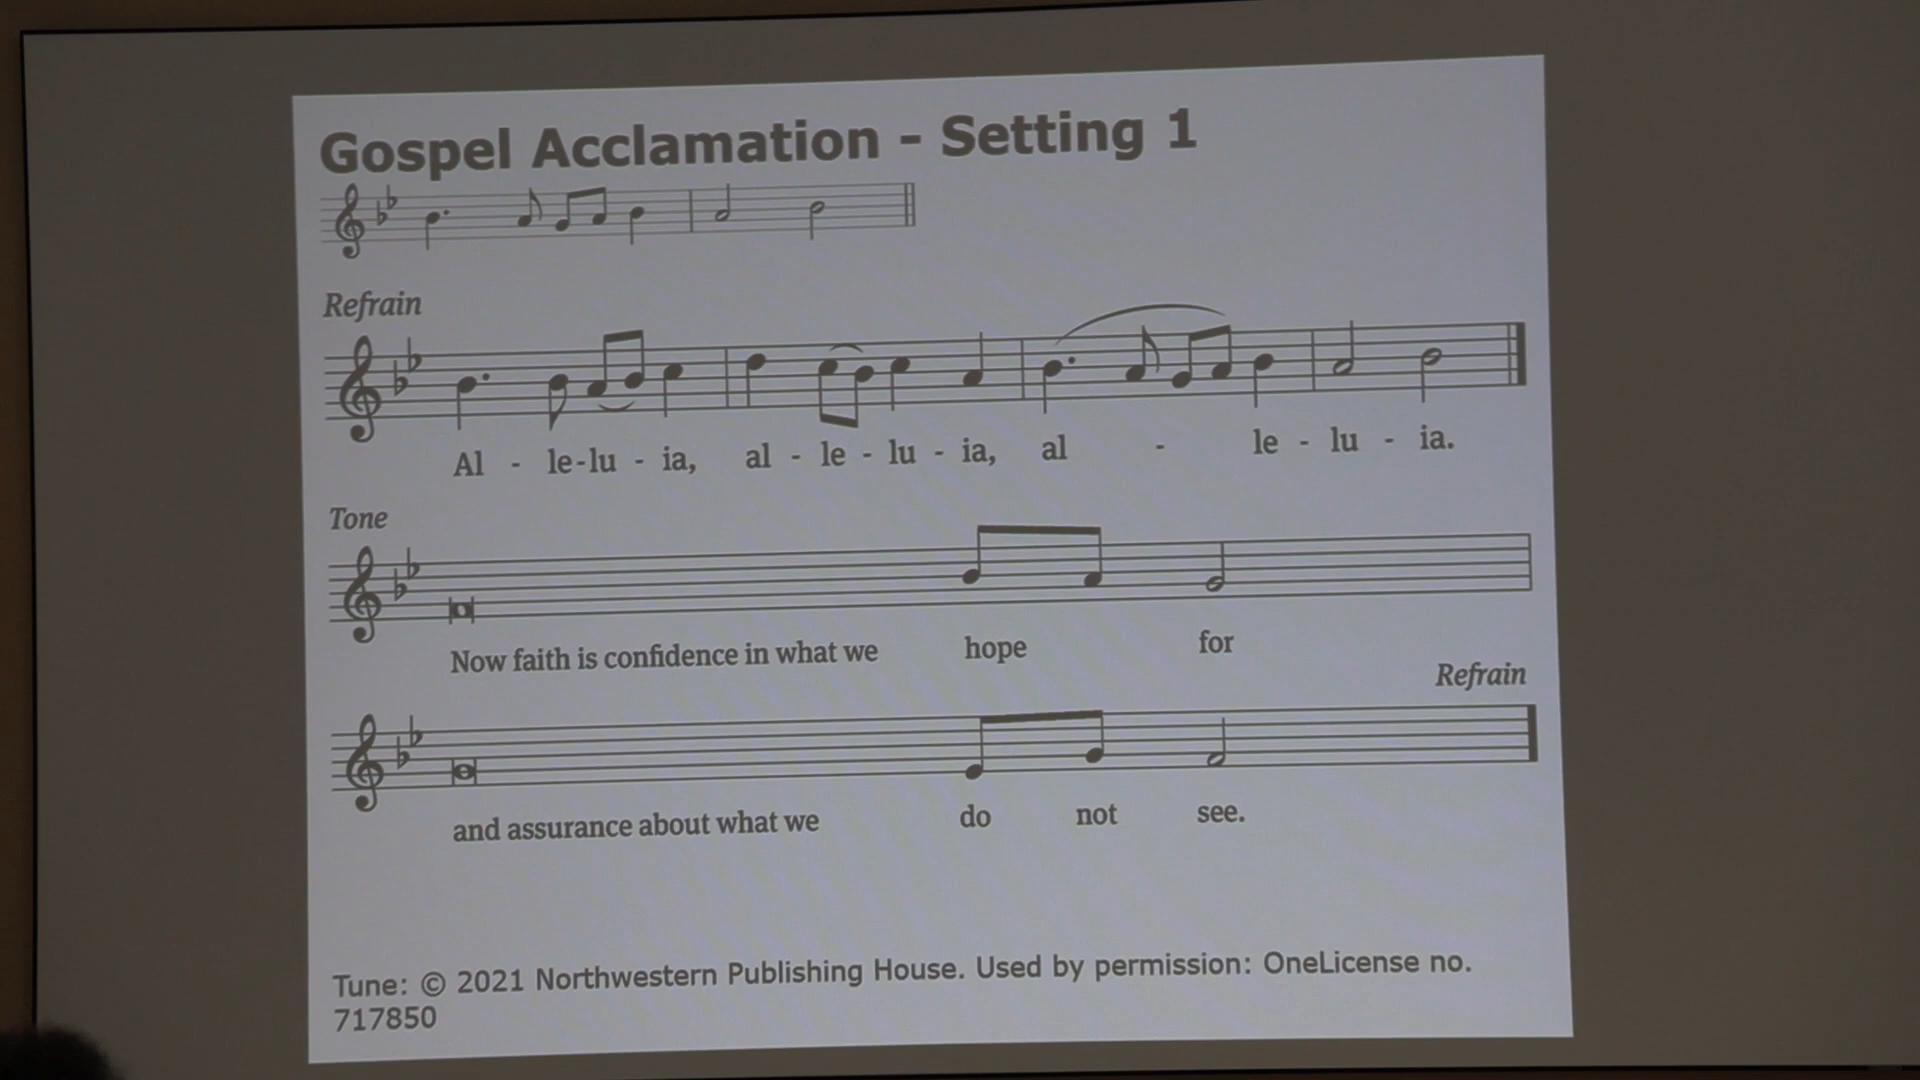 Gospel Acclamation - Setting 1
Refrain
Al - le-lu - ia, al - le - lu - ia, al - le - lu - ia.
Tone
Now faith is confidence in what we hope for
Refrain
and assurance about what we do not see.
Tune: © 2021 Northwestern Publishing House. Used by permission: OneLicense no.
717850